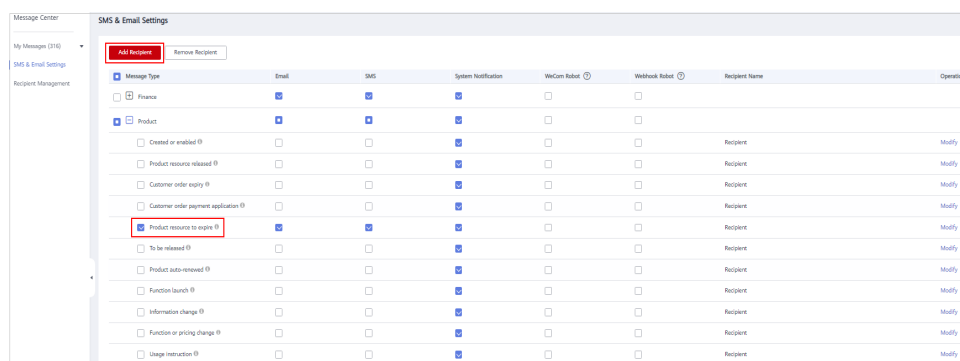 Message Center
SMS & Email Settings
My Messages (316)
SMS & Email Settings
Recipient Management
Add Recipient
Remove Recipient
Message Type Email SMS System Notification WeCom Robot ? Webhook Robot ? Recipient Name Operatio
Finance
Product
Created or enabled Recipient Modify
Product resource released Recipient Modify
Customer order expiry Recipient Modify
Customer order payment application Recipient Modify
Product resource to expire Recipient Modify
To be released Recipient Modify
Product auto-renewed Recipient Modify
Function launch Recipient Modify
Information change Recipient Modify
Function or pricing change Recipient Modify
Usage instruction Recipient Modify